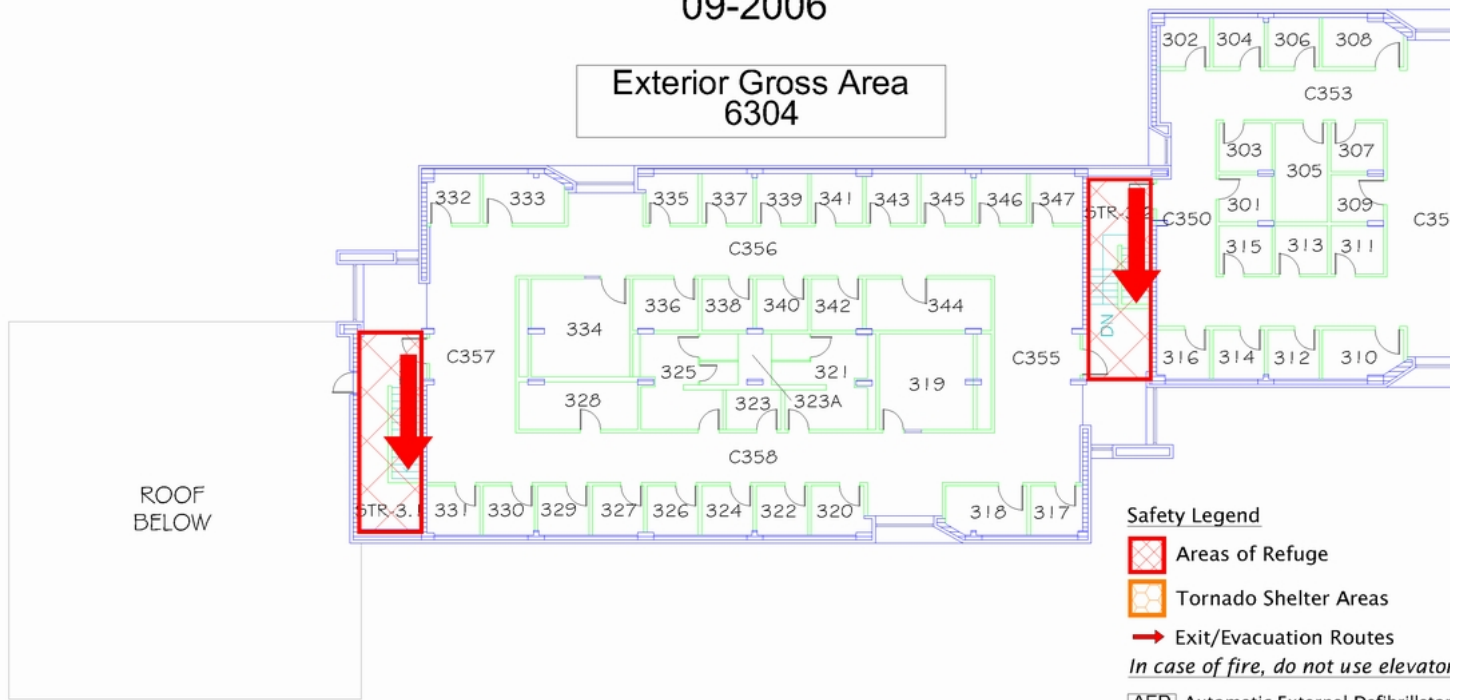 09-2006
Exterior Gross Area
6304
302 304 306 308
C353
303 305 307
301 309
C350
315 313 311
316 314 312 310
332 333 335 337 339 341 343 345 346 347
C356
334 336 338 340 342 344
C357 325 321 C355
319
328 323 323A
C358
DN
331 330 329 327 326 324 322 320 318 317
ROOF
BELOW
Safety Legend
Areas of Refuge
Tornado Shelter Areas
Exit/Evacuation Routes
In case of fire, do not use
AED Automatic External